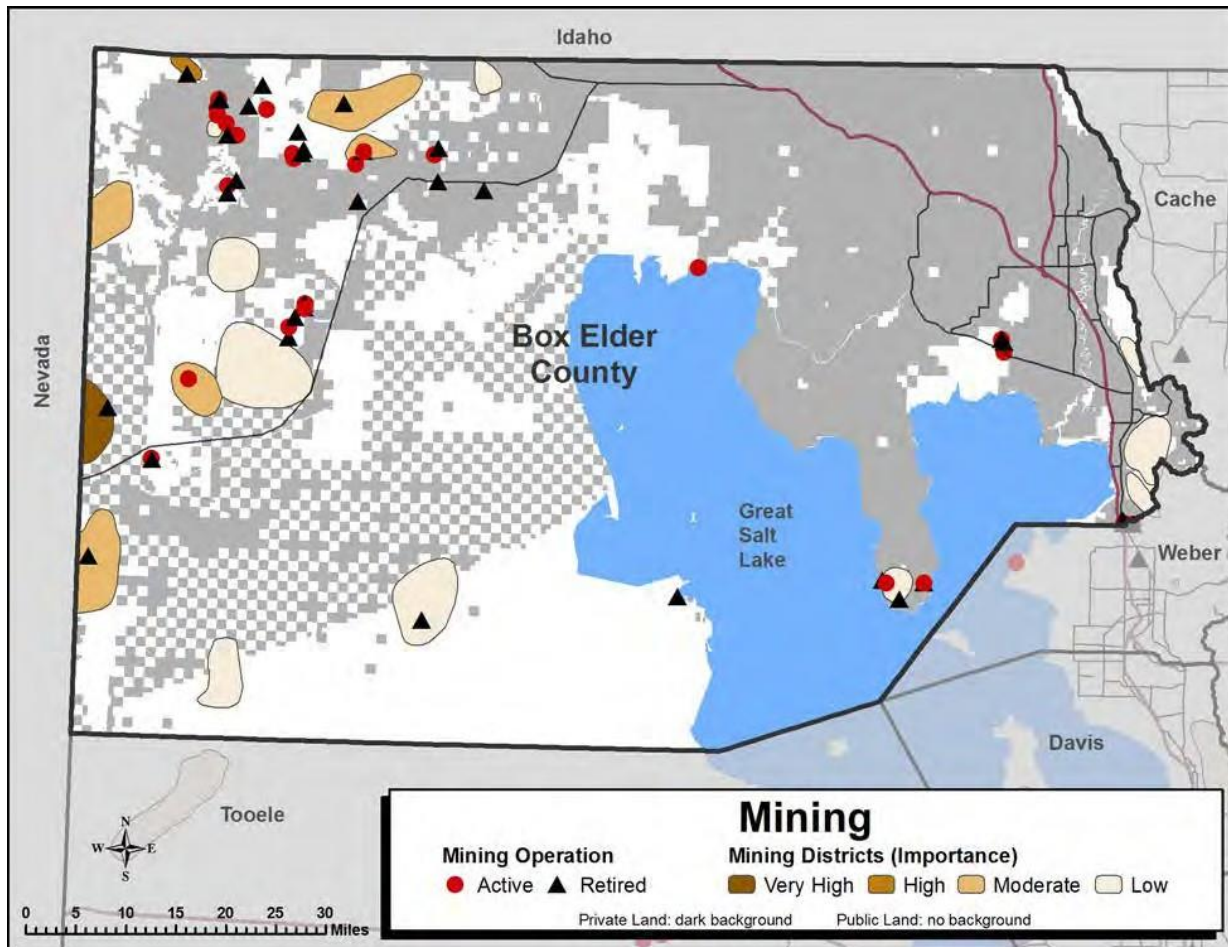 Idaho
Cache
Nevada
Box Elder
County
Great
Salt
Lake
Weber
Davis
Tooele
N
W E
S
0 5 10 15 20 25 30
Miles
Mining
Mining Operation
Active Retired
Mining Districts (Importance)
Very High High Moderate Low
Private Land: dark background Public Land: no background